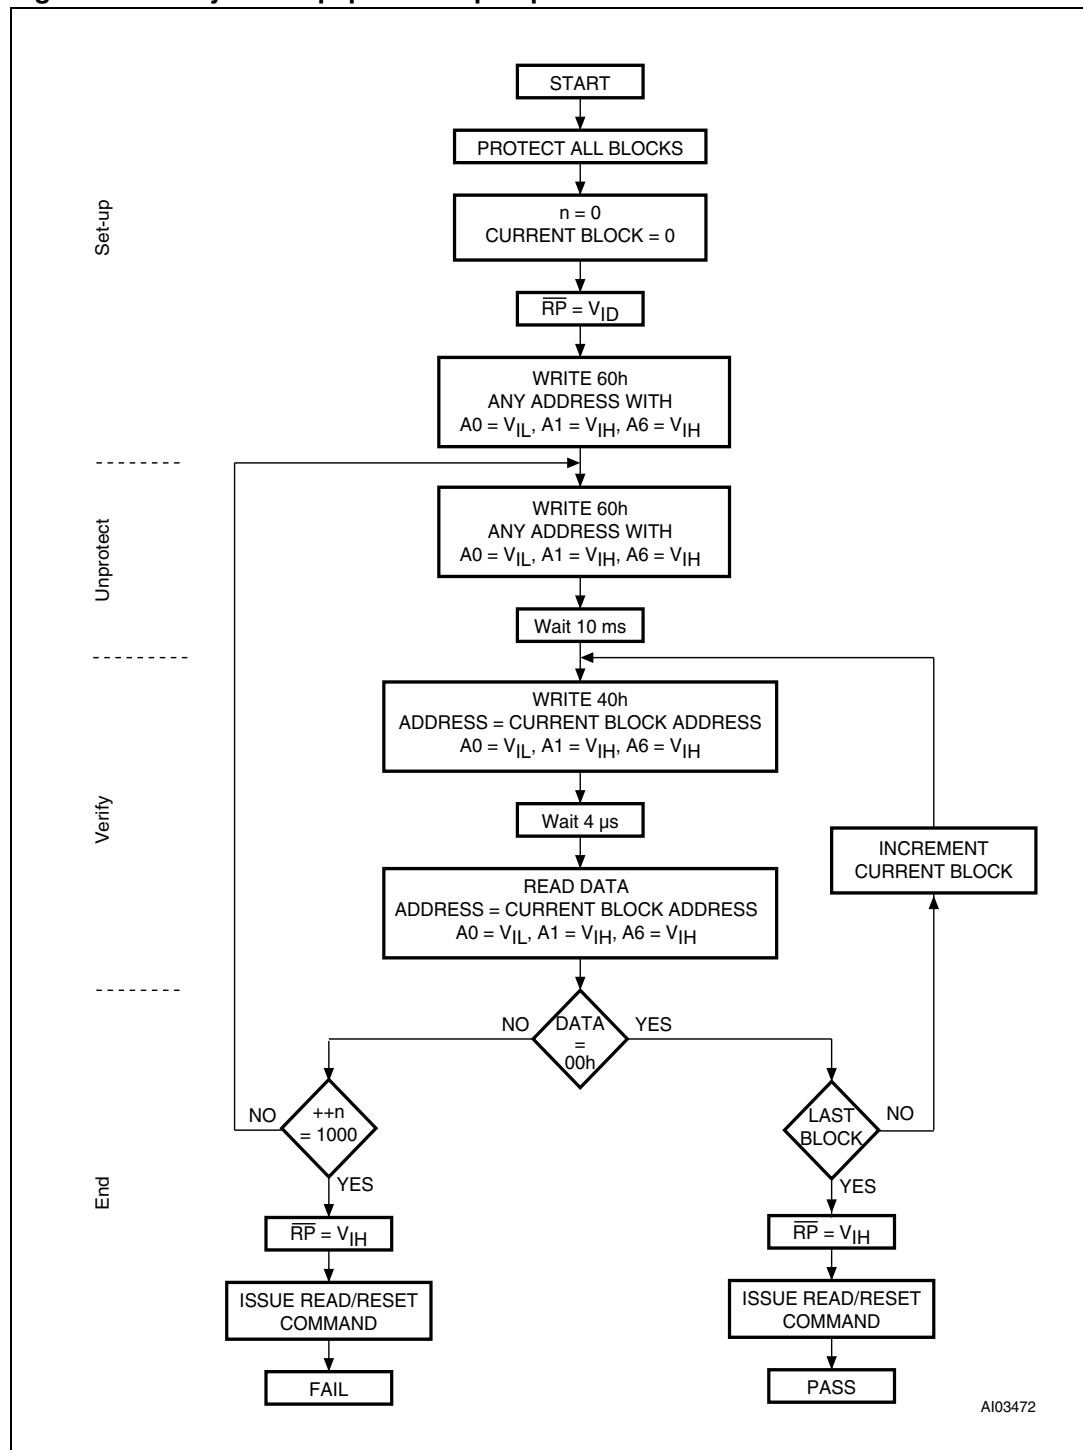 START
PROTECT ALL BLOCKS
n = 0
CURRENT BLOCK = 0
Set-up
RP = VID
WRITE 60h
ANY ADDRESS WITH
A0 = VIL, A1 = VIH, A6 = VIH
WRITE 60h
ANY ADDRESS WITH
A0 = VIL, A1 = VIH, A6 = VIH
Unprotect
Wait 10 ms
WRITE 40h
ADDRESS = CURRENT BLOCK ADDRESS
A0 = VIL, A1 = VIH, A6 = VIH
Verify
Wait 4 µs
INCREMENT
CURRENT BLOCK
READ DATA
ADDRESS = CURRENT BLOCK ADDRESS
A0 = VIL, A1 = VIH, A6 = VIH
NO
DATA
=
00h
YES
NO
++n
= 1000
YES
LAST
BLOCK
NO
YES
End
RP = VIH
RP = VIH
ISSUE READ/RESET
COMMAND
ISSUE READ/RESET
COMMAND
FAIL
PASS
AI03472